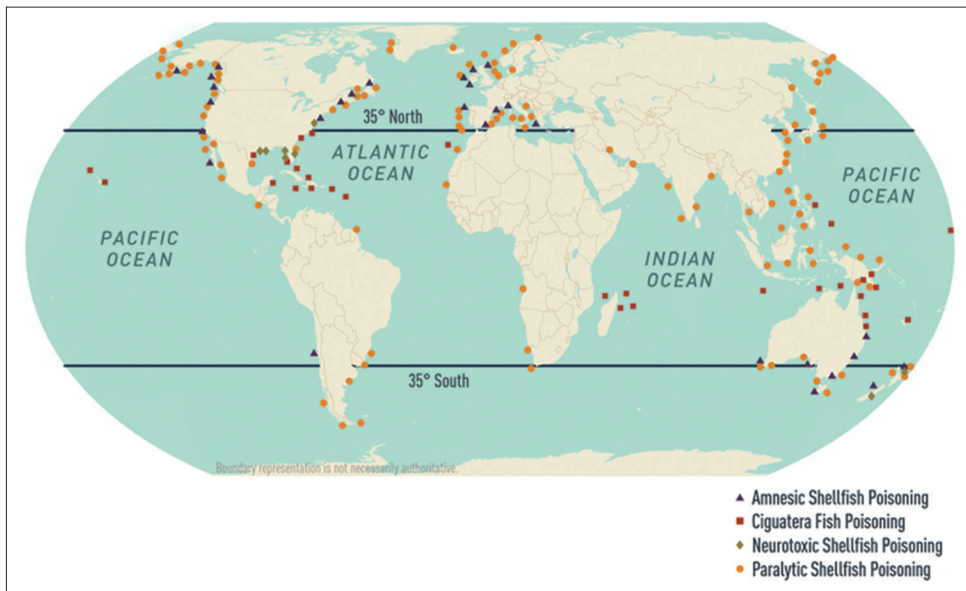 35° North
ATLANTIC
OCEAN
PACIFIC
OCEAN
PACIFIC
OCEAN
INDIAN
OCEAN
35° South
Boundary representation is not necessarily authoritative.
Amnesic Shellfish Poisoning
Ciguatera Fish Poisoning
Neurotoxic Shellfish Poisoning
Paralytic Shellfish Poisoning